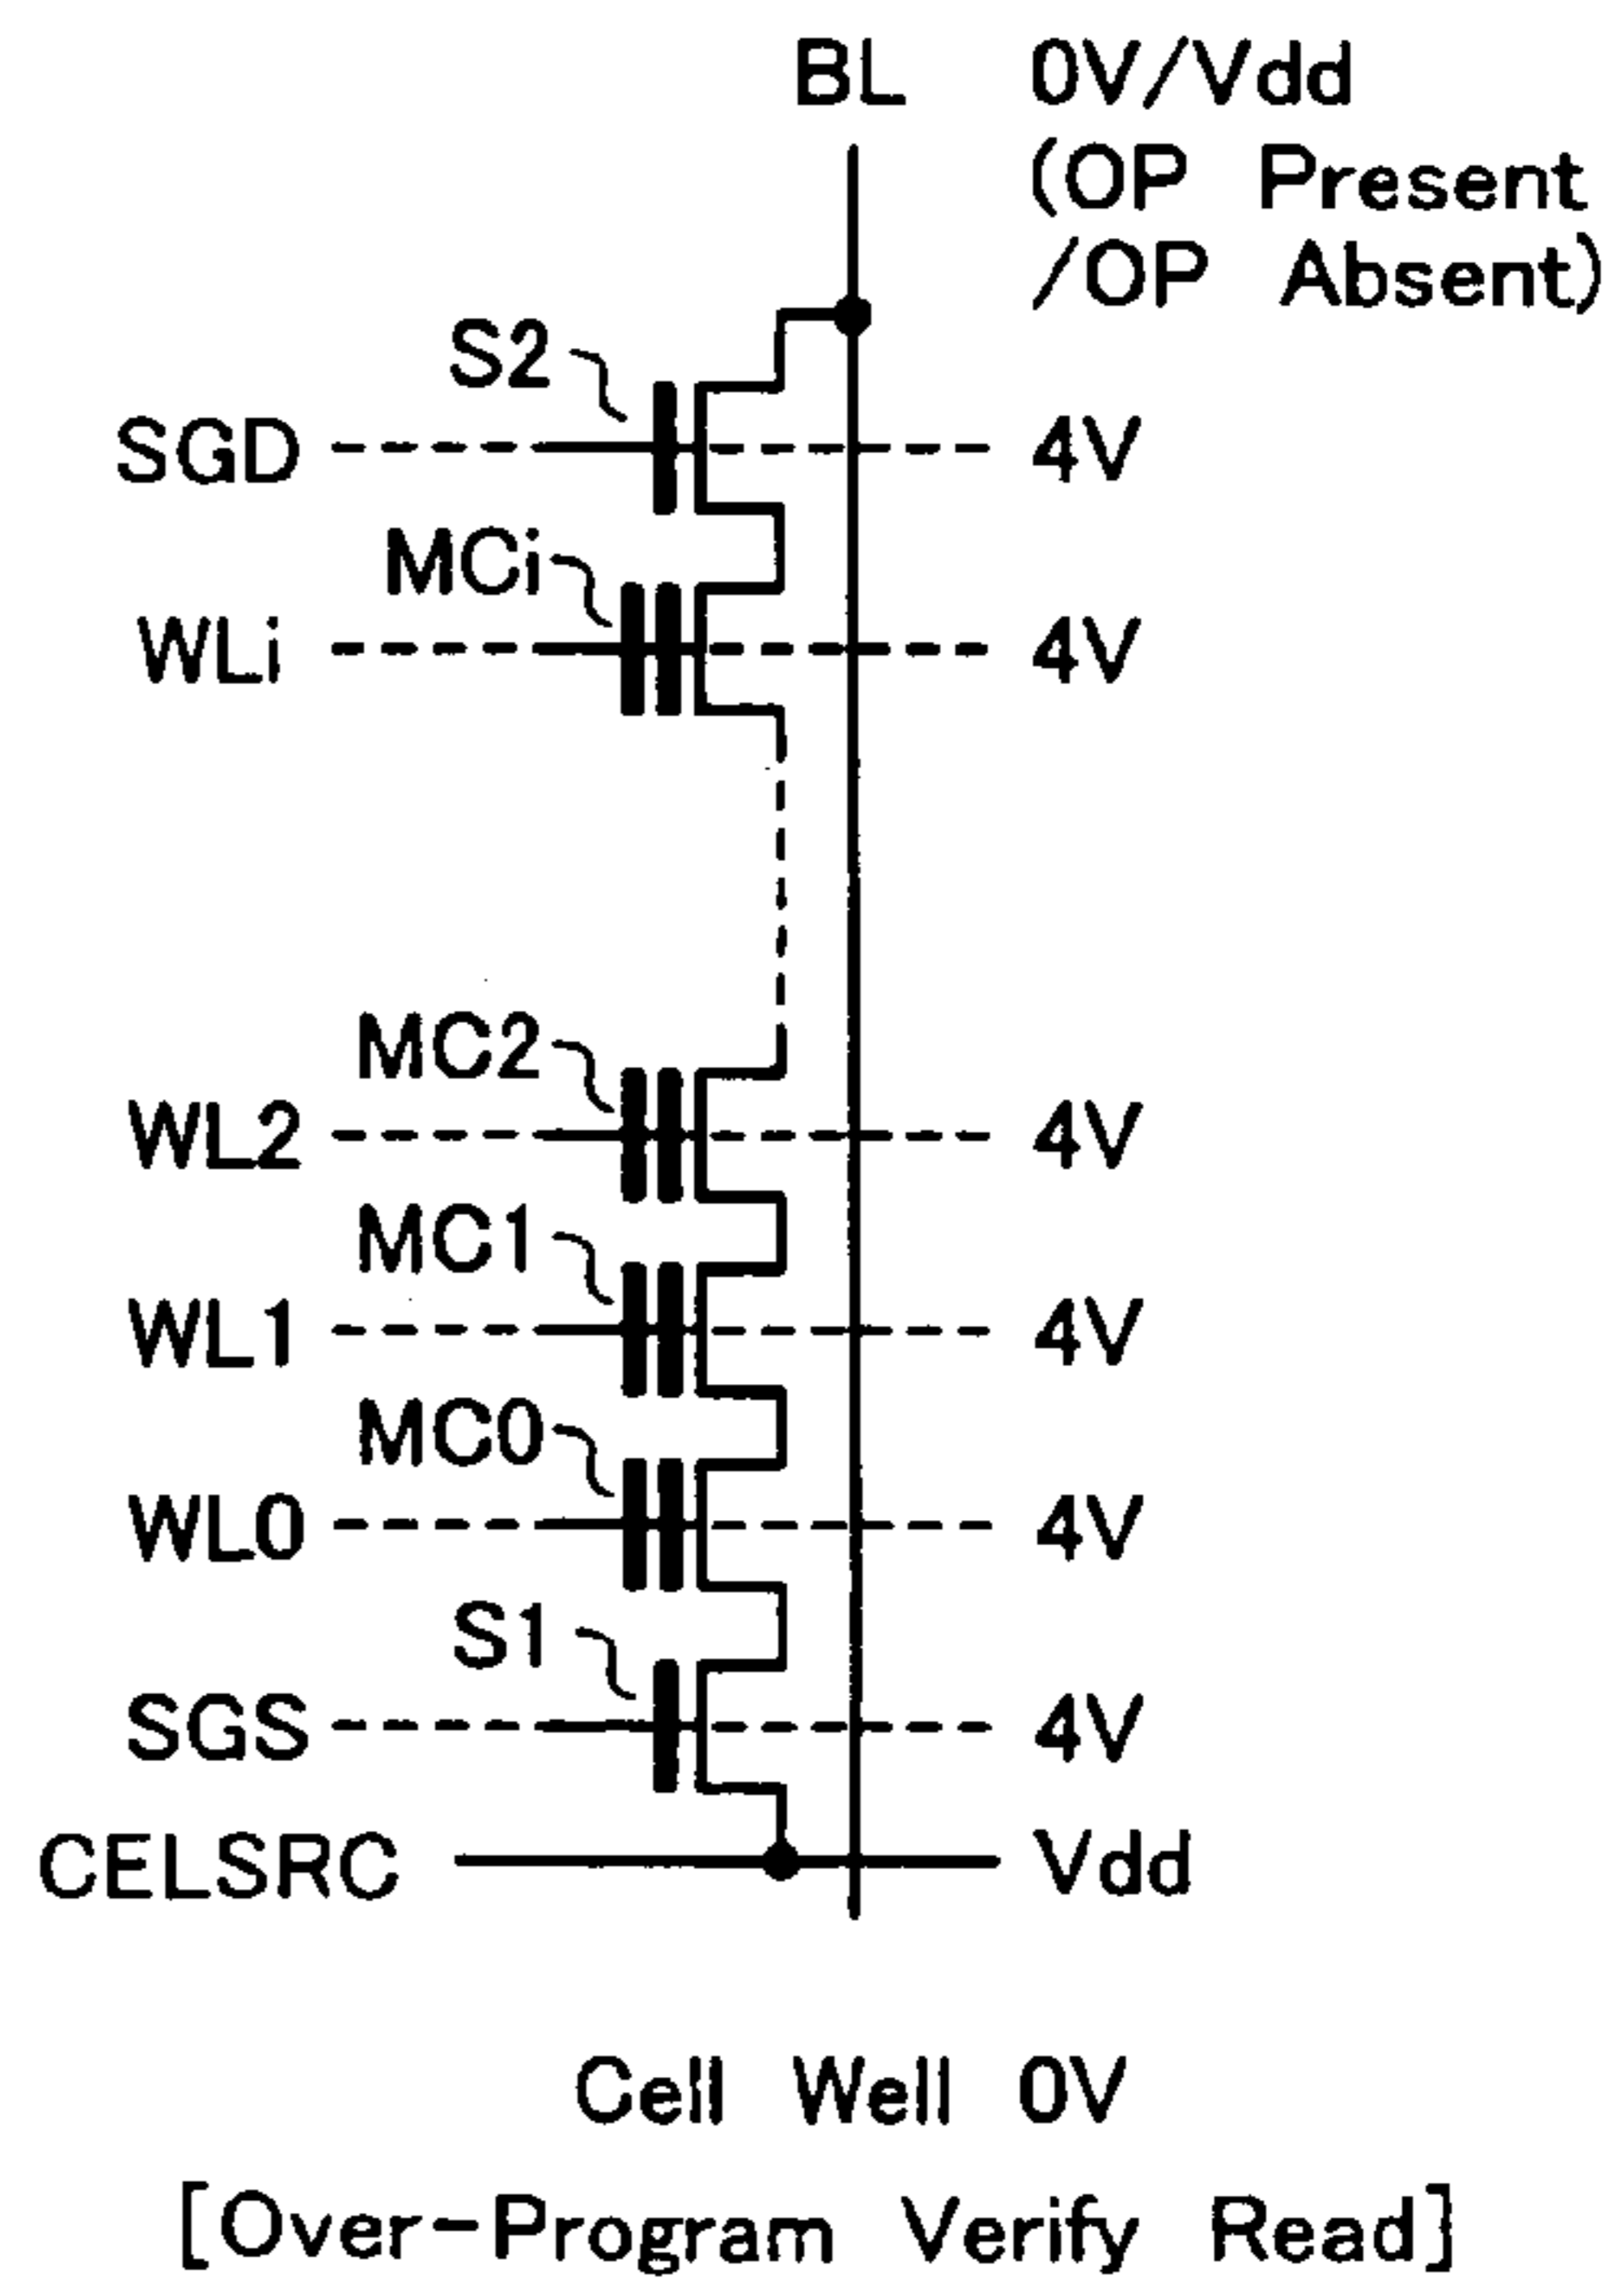 BL 0V/Vdd
(OP Present
/OP Absent)
S2
SGD 4V
MCi
WLi 4V
MC2
WL2 4V
MC1
WL1 4V
MC0
WL0 4V
S1
SGS 4V
CELSRC Vdd
Cell Well 0V
[Over-Program Verify Read]